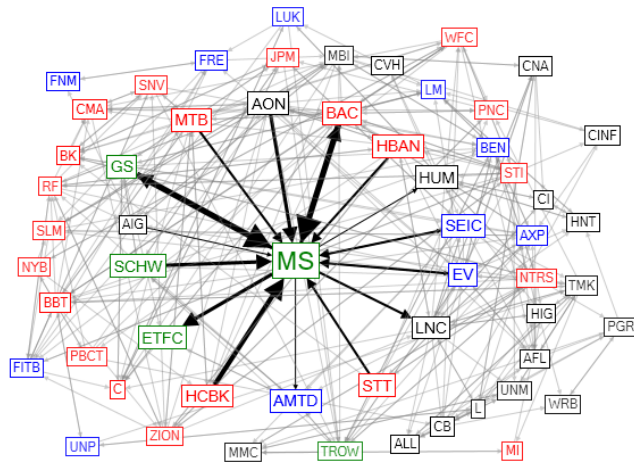 LUK
WFC
FRE
JPM
MBI
CVH
CNA
FNM
SNV
LM
CMA
MTB
AON
BAC
PNC
CINF
BK
GS
HBAN
BEN
STI
RF
HUM
CI
SLM
AIG
SEIC
AXP
HNT
NYB
SCHW
MS
EV
NTRS
TMK
BBT
HIG
ETFC
LNC
PGR
FITB
PBCT
AFL
C
HCBK
AMTD
STT
UNM
L
WRB
UNP
ZION
MMC
TROW
ALL
CB
MI